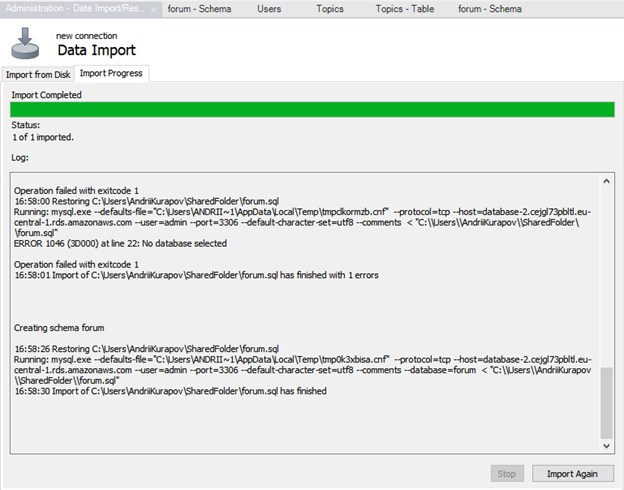 Administration - Data Import/Res... × forum - Schema Users Topics Topics - Table forum - Schema
new connection
Data Import
Import from Disk Import Progress
Import Completed
Status:
1 of 1 imported.
Log:
Operation failed with exitcode 1
16:58:00 Restoring C:\Users\AndriiKurapov\SharedFolder\forum.sql
Running: mysql.exe --defaults-file="C:\Users\ANDRII~1\AppData\Local\Temp\tmpclkormzb.cnf" --protocol=tcp --host=database-2.cejgl73pbltl.eu-
central-1.rds.amazonaws.com --user=admin --port=3306 --default-character-set=utf8 --comments < "C:\\Users\\AndriiKurapov\\SharedFolder\
\forum.sql"
ERROR 1046 (3D000) at line 22: No database selected
Operation failed with exitcode 1
16:58:01 Import of C:\Users\AndriiKurapov\SharedFolder\forum.sql has finished with 1 errors
Creating schema forum
16:58:26 Restoring C:\Users\AndriiKurapov\SharedFolder\forum.sql
Running: mysql.exe --defaults-file="C:\Users\ANDRII~1\AppData\Local\Temp\tmp0k3xbisa.cnf" --protocol=tcp --host=database-2.cejgl73pbltl.eu-
central-1.rds.amazonaws.com --user=admin --port=3306 --default-character-set=utf8 --comments --database=forum < "C:\\Users\\AndriiKurapov
\\SharedFolder\\forum.sql"
16:58:30 Import of C:\Users\AndriiKurapov\SharedFolder\forum.sql has finished
Stop Import Again